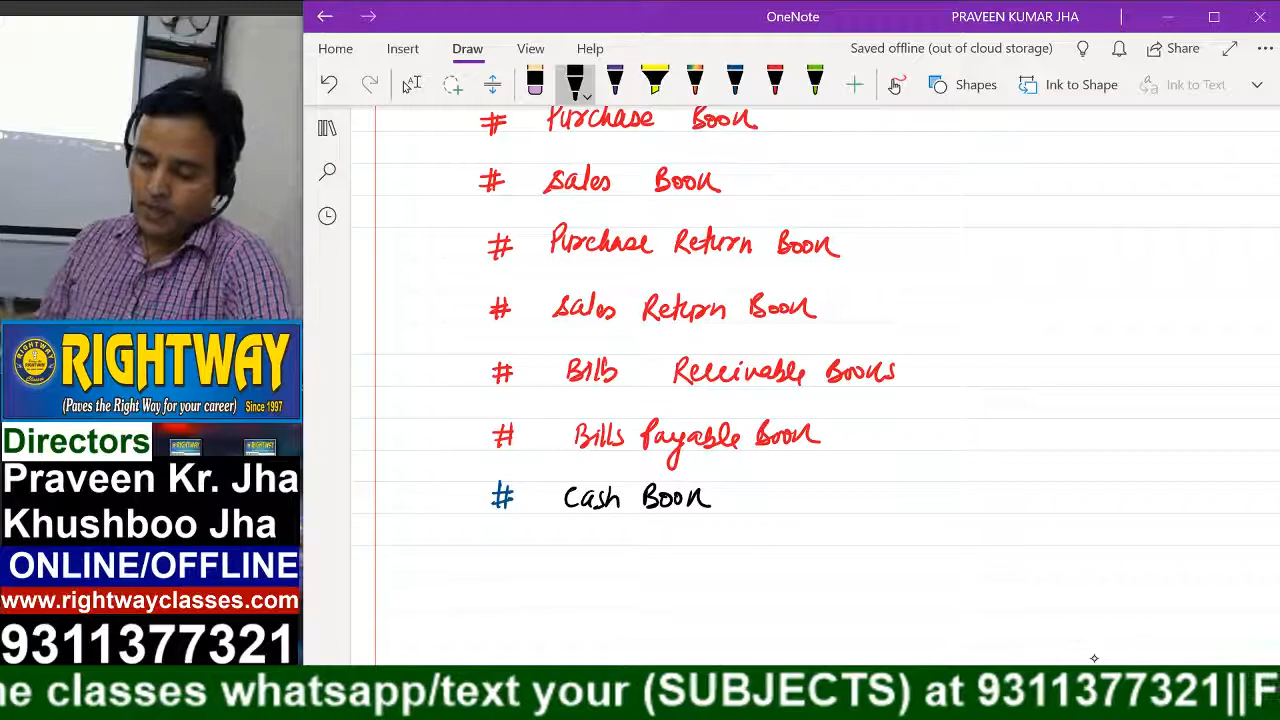 OneNote
PRAVEEN KUMAR JHA
Home Insert Draw View Help
Saved offline (out of cloud storage)
Share
Shapes
Ink to Shape
Ink to Text
# Purchase Book
# Sales Book
# Purchase Return Book
# Sales Return Book
# Bills Receivable Books
# Bills Payable Book
# Cash Book
RIGHTWAY
(Paves the Right Way for your career) Since 1997
Directors
Praveen Kr. Jha
Khushboo Jha
ONLINE/OFFLINE
www.rightwayclasses.com
9311377321
ne classes whatsapp/text your (SUBJECTS) at 9311377321||F